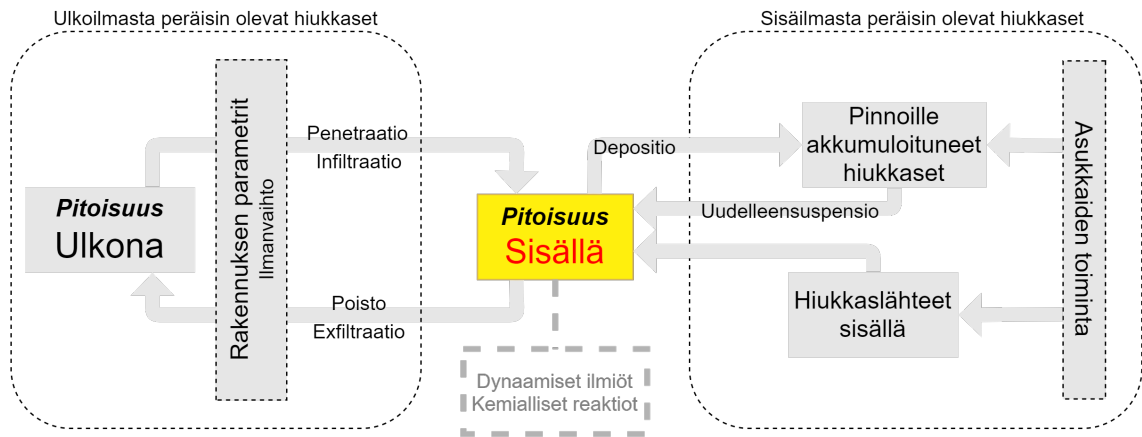 Ulkoilmasta peräisin olevat hiukkaset
Sisäilmasta peräisin olevat hiukkaset
Pitoisuus
Ulkona
Rakennuksen parametrit
Ilmanvaihto
Penetraatio
Infiltraatio
Poisto
Exfiltraatio
Pitoisuus
Sisällä
Dynaamiset ilmiöt
Kemialliset reaktiot
Depositio
Uudelleensuspensio
Pinnoille
akkumuloituneet
hiukkaset
Hiukkaslähteet
sisällä
Asukkaiden toiminta